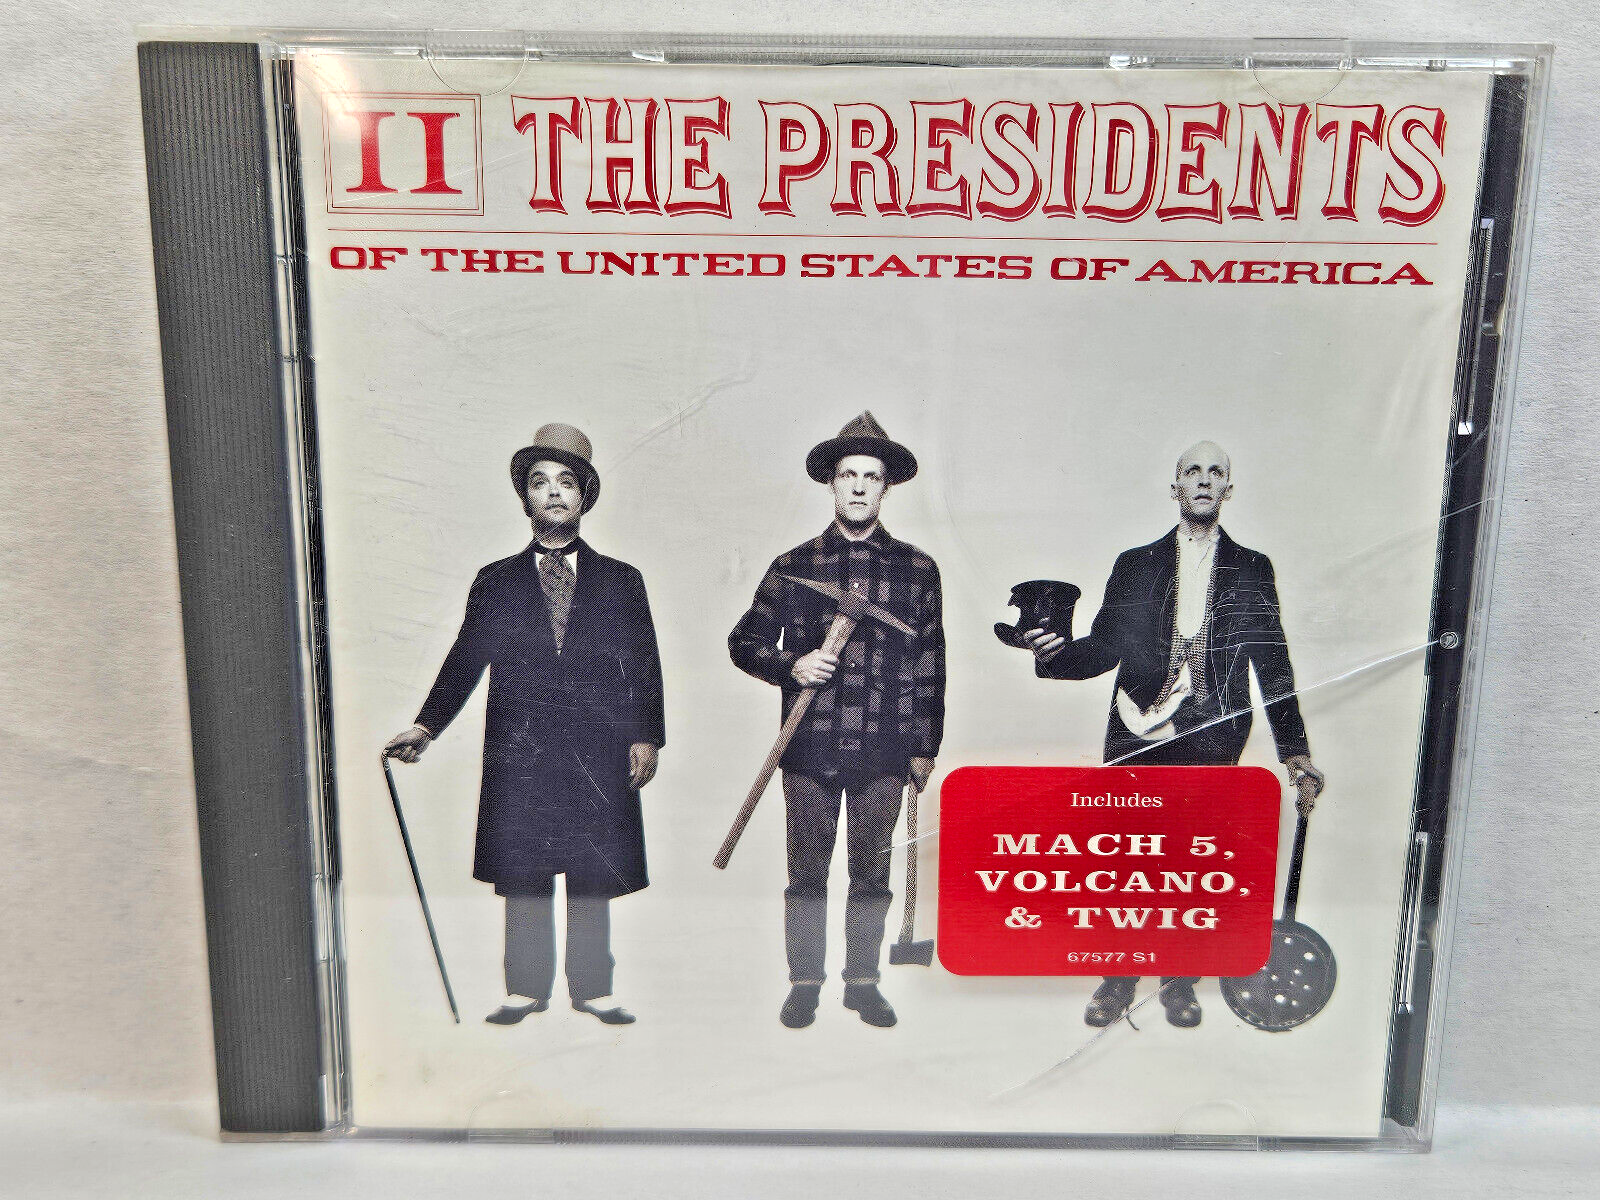 II THE PRESIDENTS
OF THE UNITED STATES OF AMERICA
Includes
MACH 5,
VOLCANO,
& TWIG
67577 S1